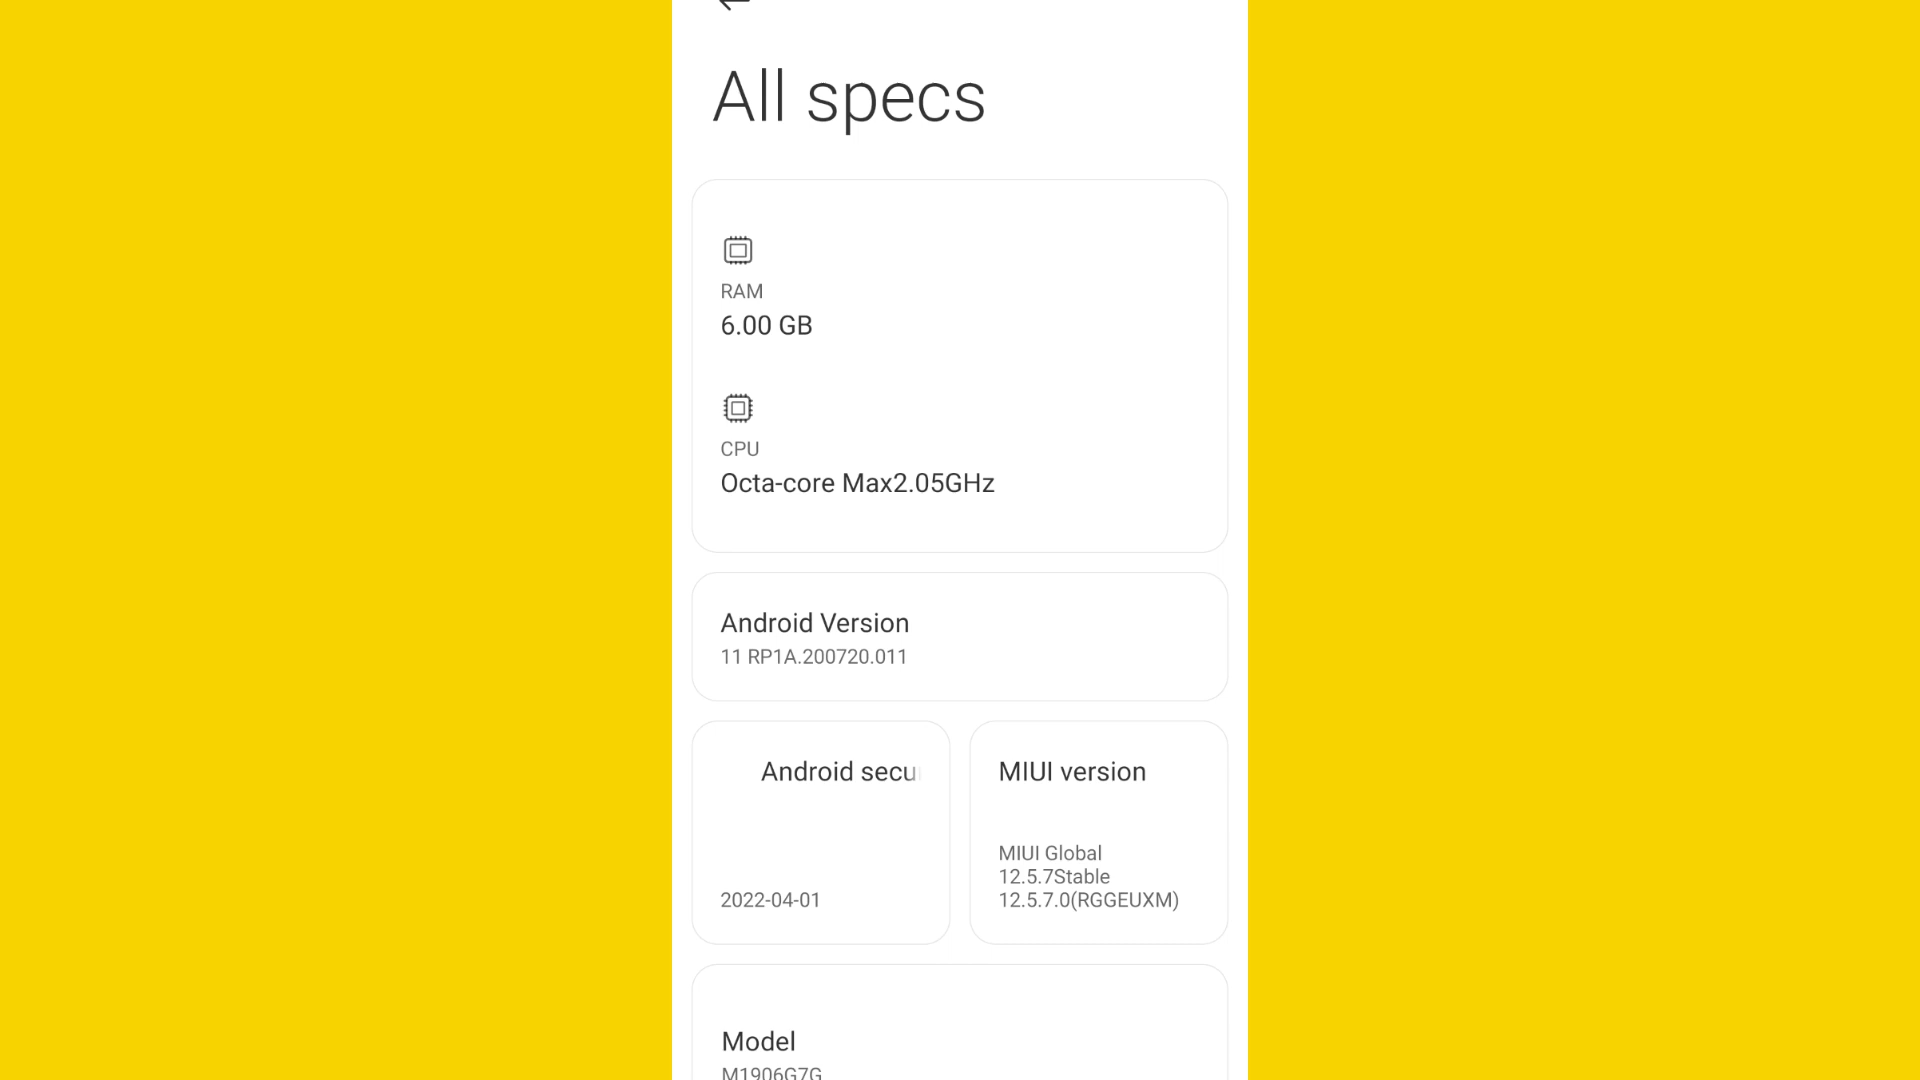 All specs
RAM
6.00 GB
CPU
Octa-core Max2.05GHz
Android Version
11 RP1A.200720.011
Android secu
2022-04-01
MIUI version
MIUI Global
12.5.7Stable
12.5.7.0(RGGEUXM)
Model
M1906G7G